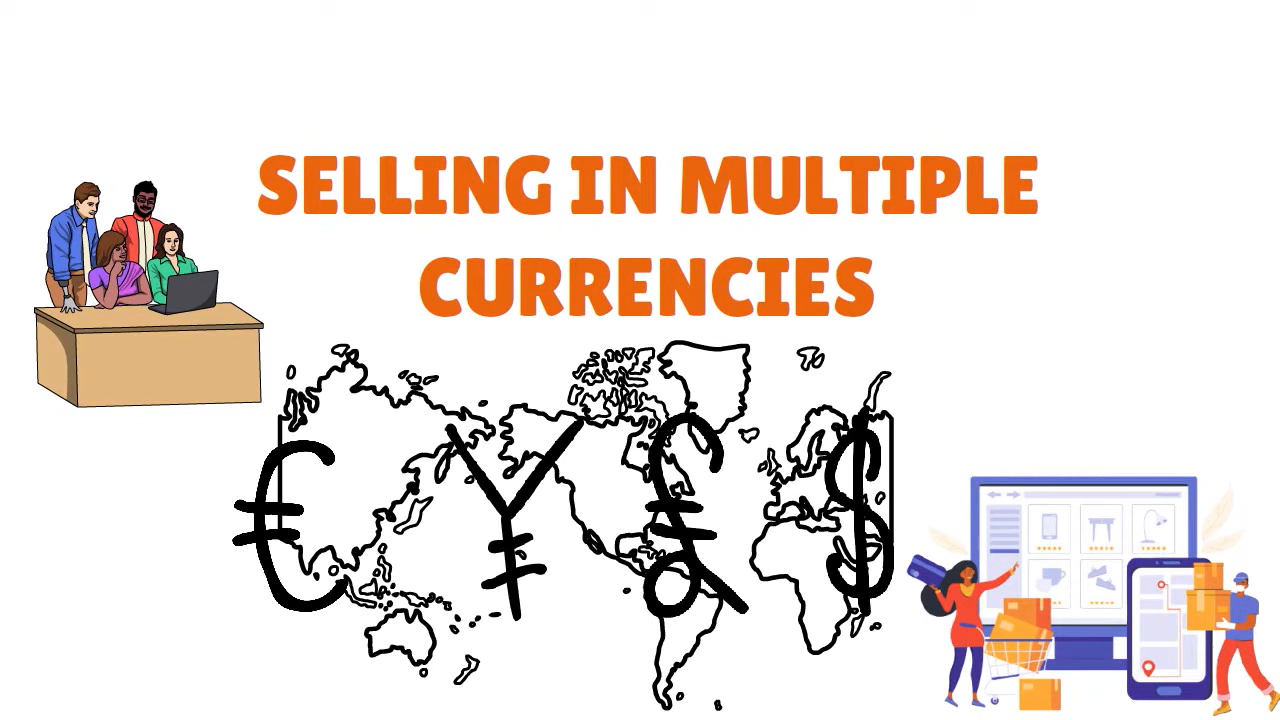 SELLING IN MULTIPLE
CURRENCIES
€ ¥ £ $